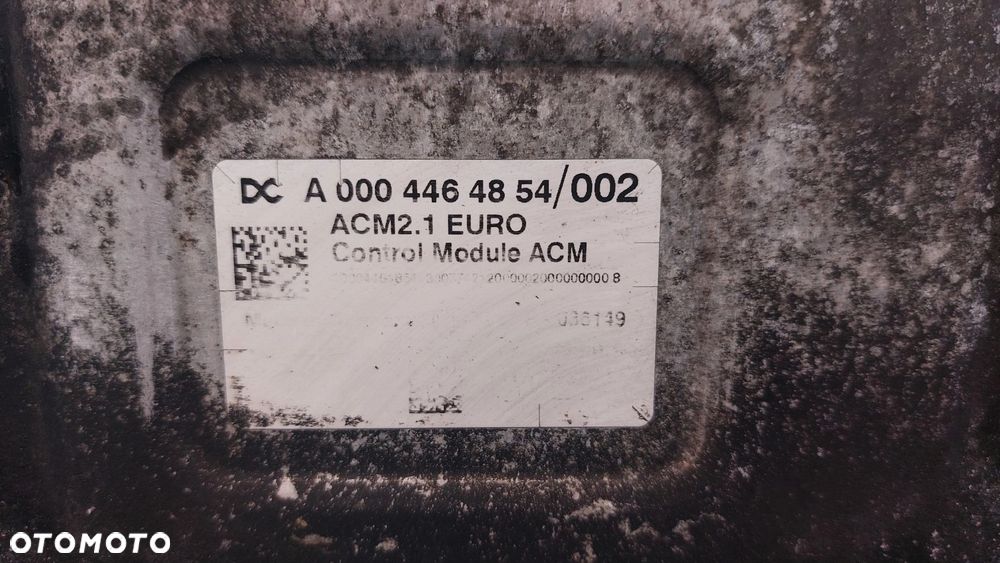 DC A 000 446 48 54/002
ACM2.1 EURO
Control Module ACM
OTOMOTO